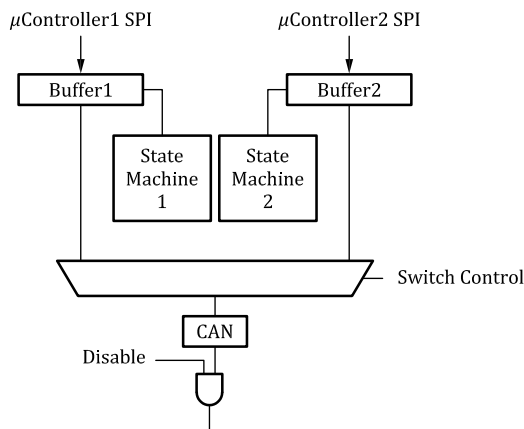 μController1 SPI
μController2 SPI
Buffer1
Buffer2
State
Machine
1
State
Machine
2
Switch Control
CAN
Disable